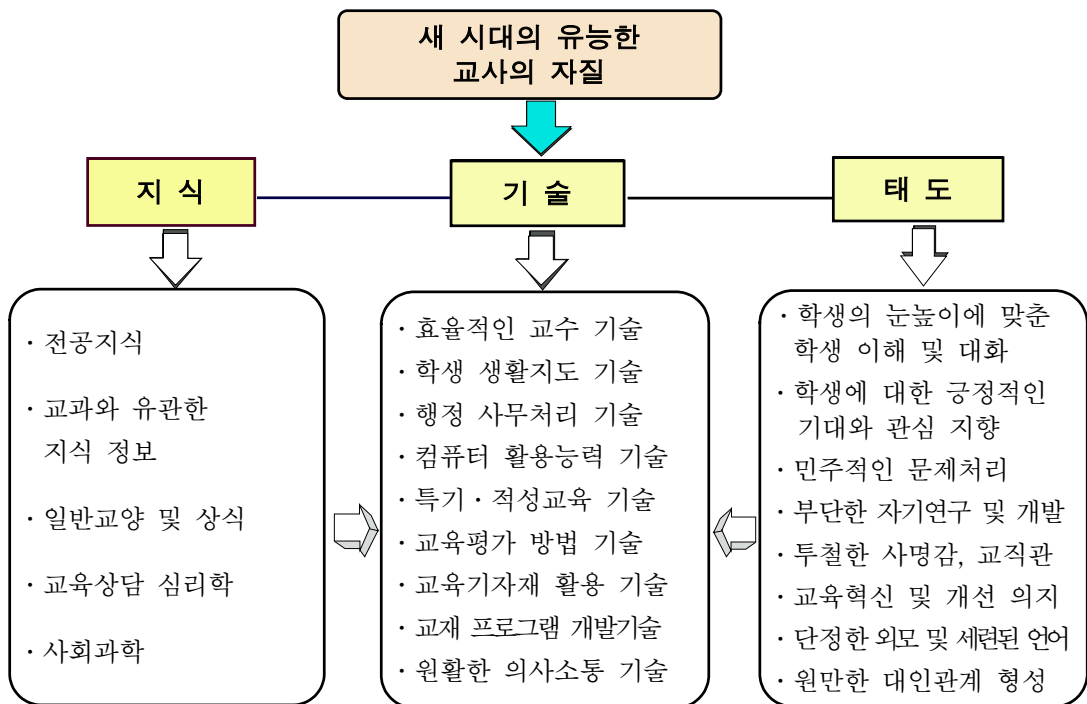 새 시대의 유능한
교사의 자질
지 식
기 술
태 도
· 전공지식
· 교과와 유관한
지식 정보
· 일반교양 및 상식
· 교육상담 심리학
· 사회과학
· 효율적인 교수 기술
· 학생 생활지도 기술
· 행정 사무처리 기술
· 컴퓨터 활용능력 기술
· 특기·적성교육 기술
· 교육평가 방법 기술
· 교육기자재 활용 기술
· 교재 프로그램 개발기술
· 원활한 의사소통 기술
· 학생의 눈높이에 맞춘
학생 이해 및 대화
· 학생에 대한 긍정적인
기대와 관심 지향
· 민주적인 문제처리
· 부단한 자기연구 및 개발
· 투철한 사명감, 교직관
· 교육혁신 및 개선 의지
· 단정한 외모 및 세련된 언어
· 원만한 대인관계 형성